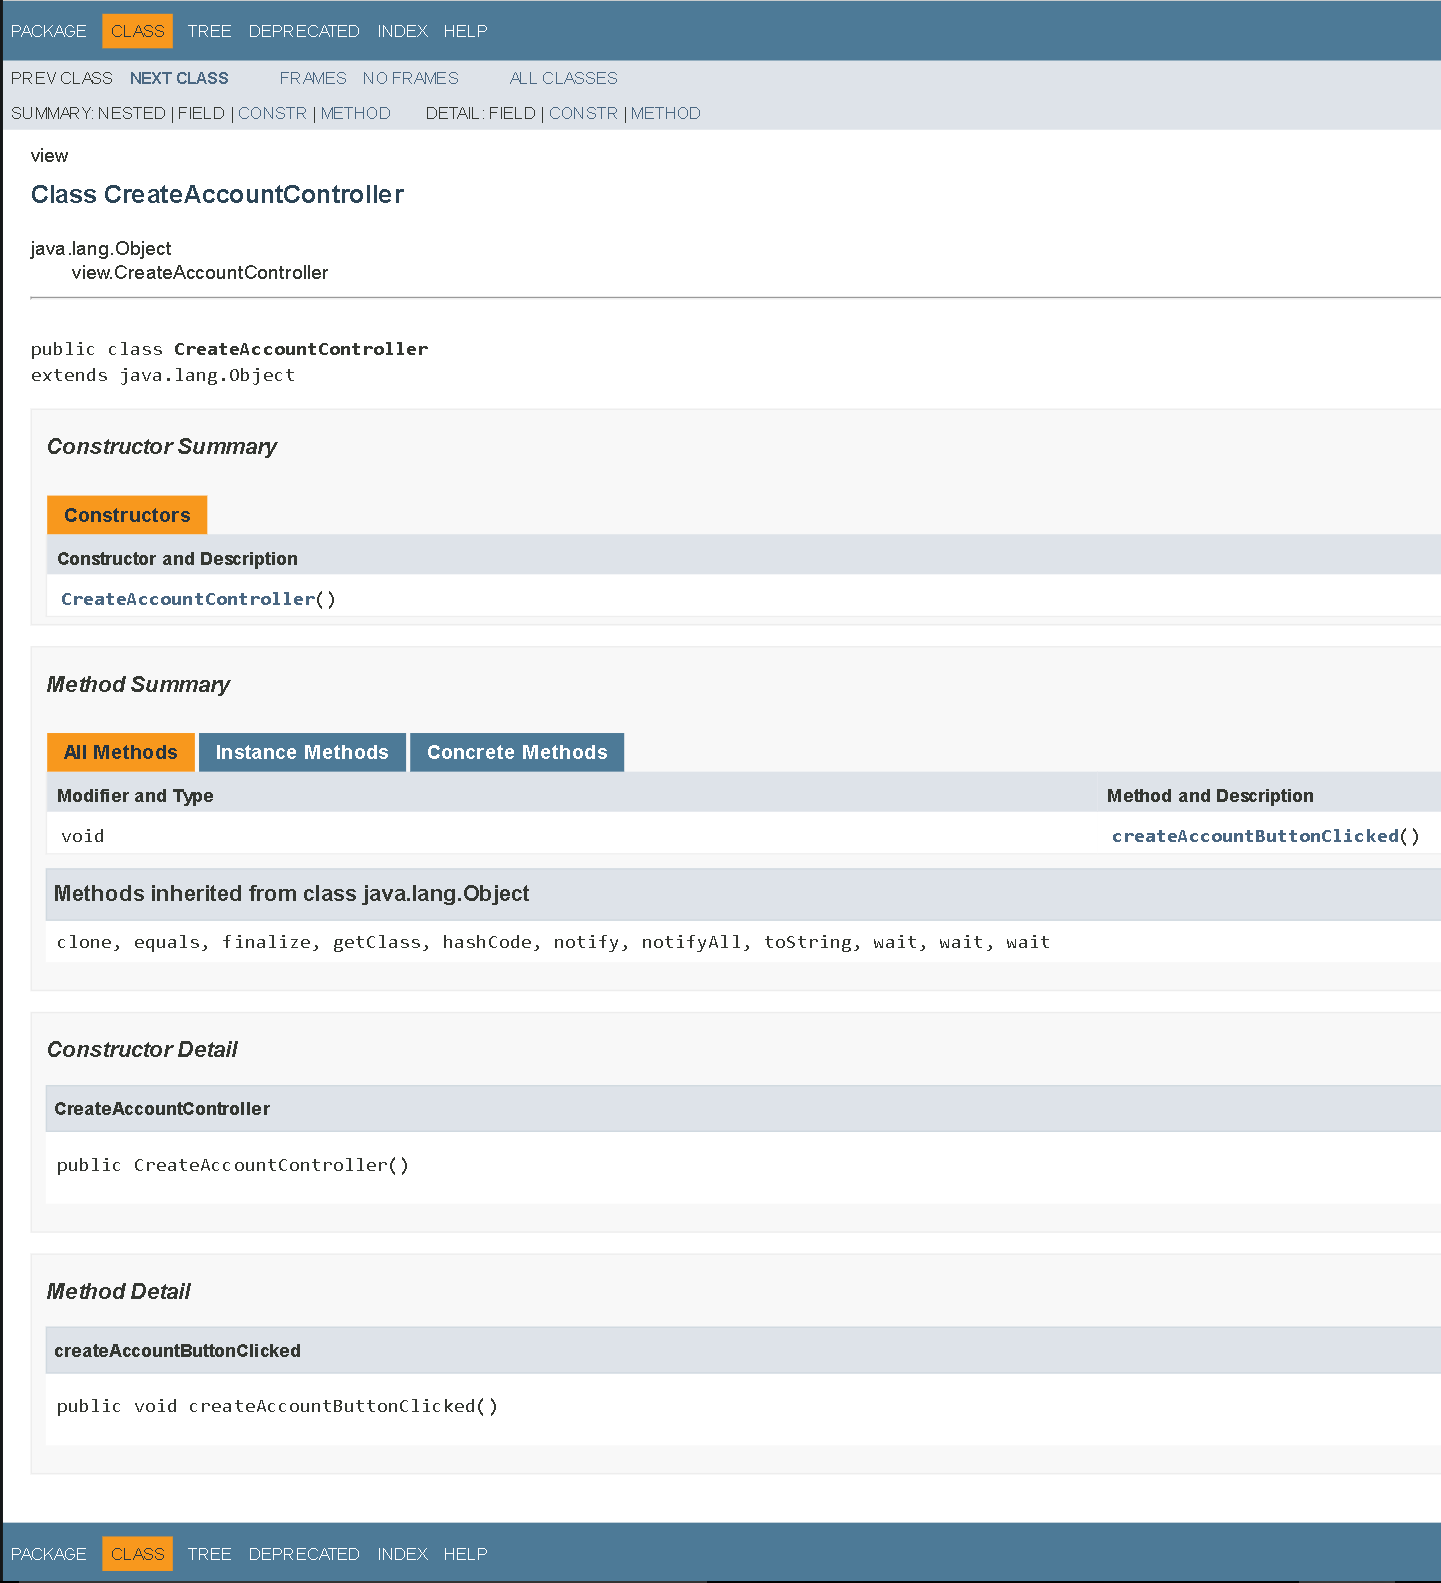 PACKAGE CLASS TREE DEPRECATED INDEX HELP
PREV CLASS NEXT CLASS FRAMES NO FRAMES ALL CLASSES
SUMMARY: NESTED | FIELD | CONSTR | METHOD DETAIL: FIELD | CONSTR | METHOD
view
Class CreateAccountController
java.lang.Object
view.CreateAccountController
public class CreateAccountController
extends java.lang.Object
Constructor Summary
Constructors
Constructor and Description
CreateAccountController()
Method Summary
All Methods Instance Methods Concrete Methods
Modifier and Type Method and Description
void createAccountButtonClicked()
Methods inherited from class java.lang.Object
clone, equals, finalize, getClass, hashCode, notify, notifyAll, toString, wait, wait, wait
Constructor Detail
CreateAccountController
public CreateAccountController()
Method Detail
createAccountButtonClicked
public void createAccountButtonClicked()
PACKAGE CLASS TREE DEPRECATED INDEX HELP